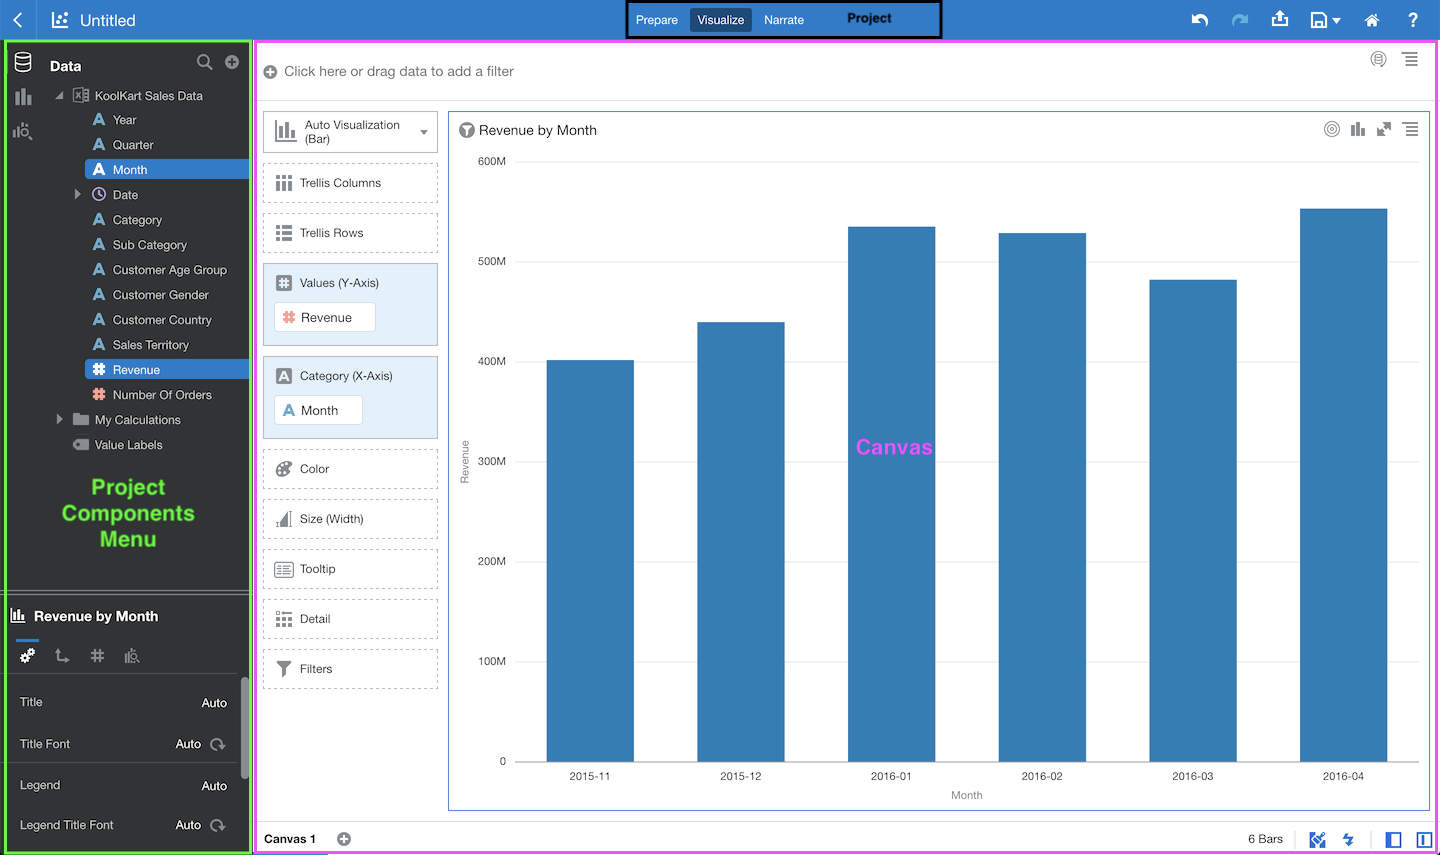 Untitled
Prepare
Visualize
Narrate
Project
?
Data
KoolKart Sales Data
A Year
A Quarter
A Month
Date
A Category
A Sub Category
A Customer Age Group
A Customer Gender
A Customer Country
A Sales Territory
# Revenue
# Number Of Orders
My Calculations
Value Labels
Project
Components
Menu
Revenue by Month
#
Title Auto
Title Font Auto
Legend Auto
Legend Title Font Auto
Click here or drag data to add a filter
Auto Visualization
(Bar)
Trellis Columns
Trellis Rows
# Values (Y-Axis)
# Revenue
A Category (X-Axis)
A Month
Color
Size (Width)
Tooltip
Detail
Filters
Revenue by Month
600M
500M
400M
300M
200M
100M
0
Revenue
Canvas
2015-11
2015-12
2016-01
2016-02
2016-03
2016-04
Month
Canvas 1
6 Bars